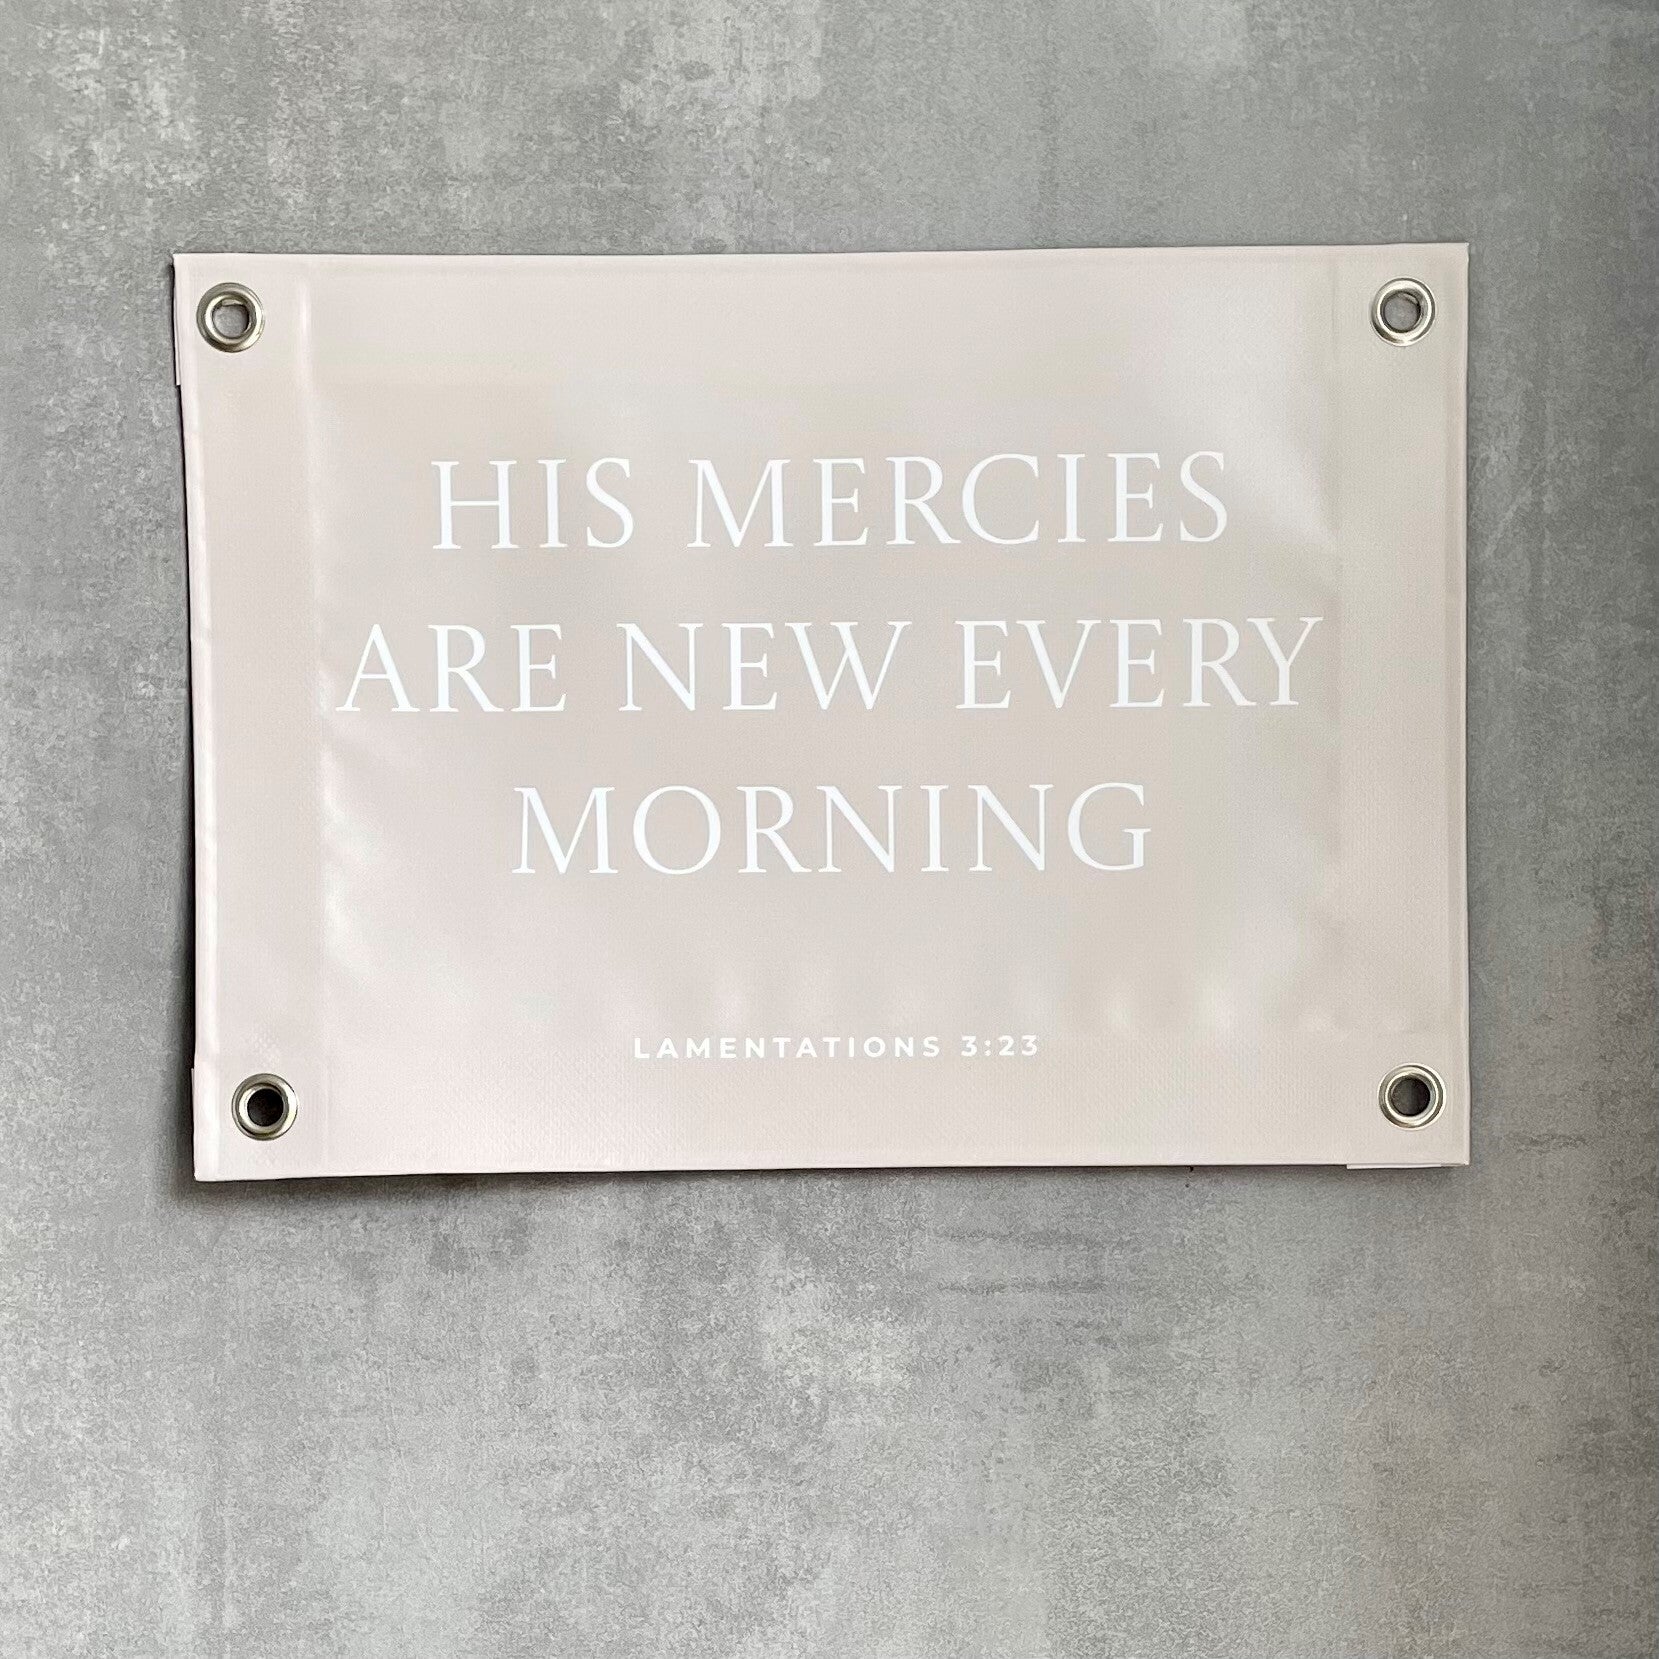 HIS MERCIES
ARE NEW EVERY
MORNING
LAMENTATIONS 3:23